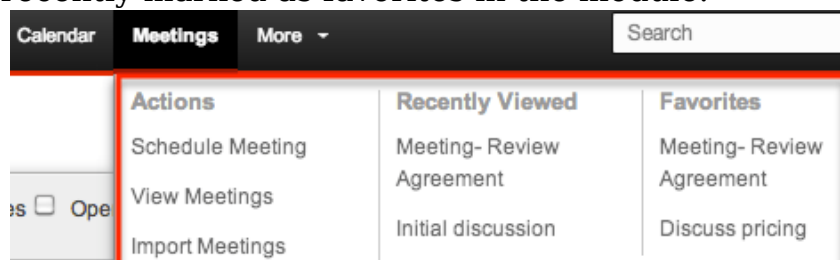 recently marked as favorites in the module.
Calendar Meetings More Search
Actions Recently Viewed Favorites
Schedule Meeting Meeting- Review Meeting- Review
Agreement Agreement
View Meetings
es Ope Initial discussion Discuss pricing
Import Meetings